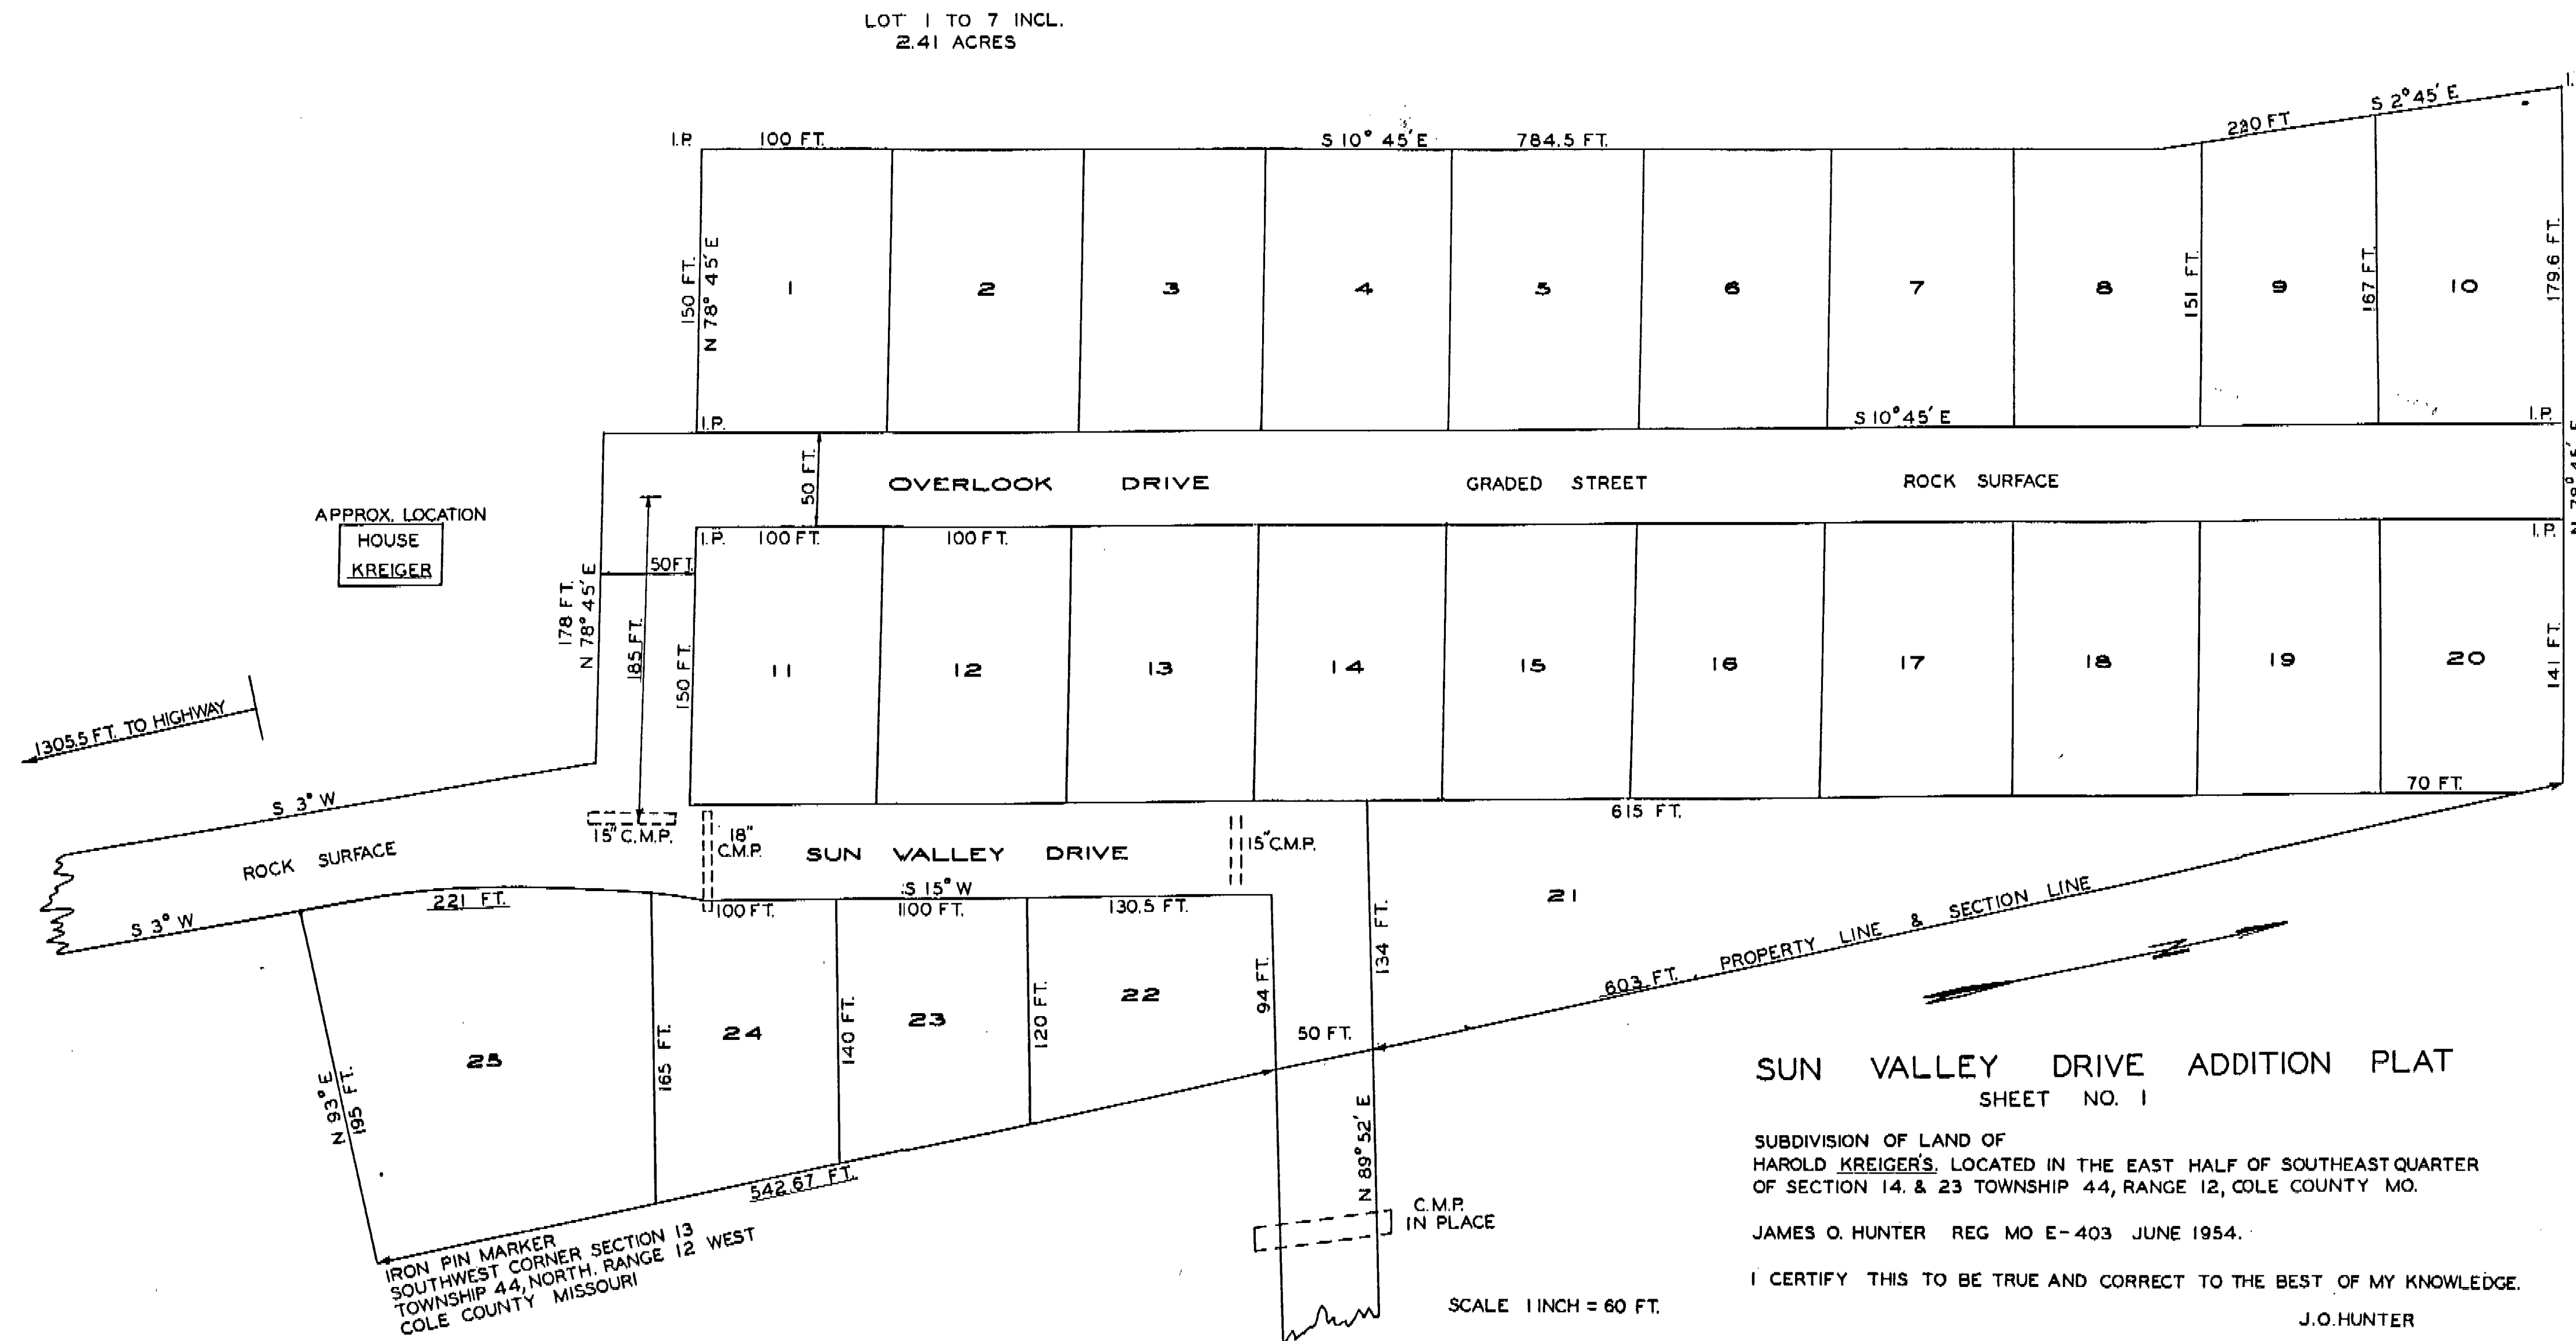 LOT 1 TO 7 INCL.
2.41 ACRES
I.P.
100 FT.
S 10° 45' E
784.5 FT.
220 FT
S 2° 45' E
150 FT.
N 78° 45' E
1
2
3
4
5
6
7
8
151 FT.
9
167 FT.
10
179.6 FT.
I.P.
S 10° 45' E
I.P.
50 FT.
OVERLOOK DRIVE
GRADED STREET
ROCK SURFACE
N 78° 45' E
APPROX. LOCATION
HOUSE
KREIGER
I.P.
100 FT.
100 FT.
I.P.
50 FT.
178 FT.
N 78° 45' E
185 FT.
150 FT.
11
12
13
14
15
16
17
18
19
20
141 FT.
1305.5 FT. TO HIGHWAY
S 3° W
70 FT.
615 FT.
15" C.M.P.
18"
C.M.P.
SUN VALLEY DRIVE
15" C.M.P.
ROCK SURFACE
S 15° W
S 3° W
221 FT.
100 FT.
100 FT.
130.5 FT.
21
134 FT.
603 FT. PROPERTY LINE & SECTION LINE
N
94 FT.
22
23
24
25
120 FT.
140 FT.
165 FT.
N 93° E
195 FT.
50 FT.
542.67 FT.
N 89° 52' E
C.M.P.
IN PLACE
IRON PIN MARKER
SOUTHWEST CORNER SECTION 13
TOWNSHIP 44, NORTH. RANGE 12 WEST
COLE COUNTY MISSOURI
SUN VALLEY DRIVE ADDITION PLAT
SHEET NO. 1
SUBDIVISION OF LAND OF
HAROLD KREIGER'S. LOCATED IN THE EAST HALF OF SOUTHEAST QUARTER
OF SECTION 14. & 23 TOWNSHIP 44, RANGE 12, COLE COUNTY MO.
JAMES O. HUNTER REG MO E-403 JUNE 1954.
I CERTIFY THIS TO BE TRUE AND CORRECT TO THE BEST OF MY KNOWLEDGE.
J.O. HUNTER
SCALE 1 INCH = 60 FT.